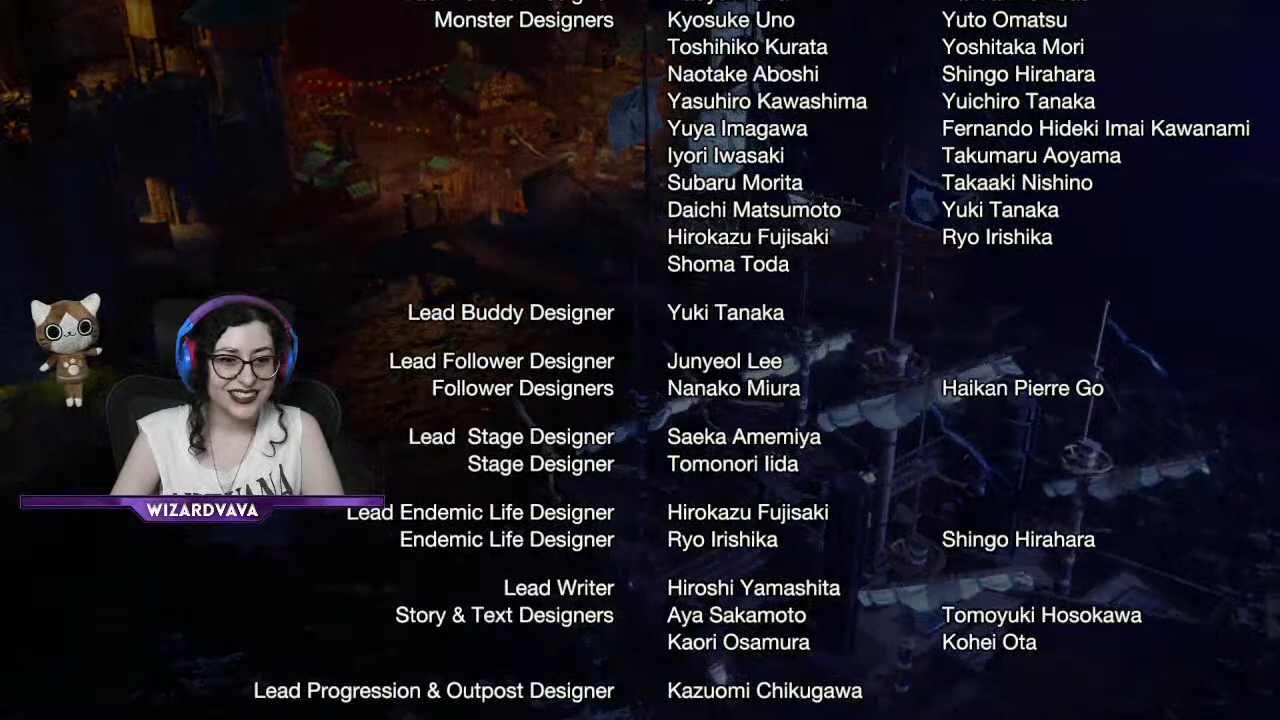 Monster Designers Kyosuke Uno Yuto Omatsu
Toshihiko Kurata Yoshitaka Mori
Naotake Aboshi Shingo Hirahara
Yasuhiro Kawashima Yuichiro Tanaka
Yuya Imagawa Fernando Hideki Imai Kawanami
Iyori Iwasaki Takumaru Aoyama
Subaru Morita Takaaki Nishino
Daichi Matsumoto Yuki Tanaka
Hirokazu Fujisaki Ryo Irishika
Shoma Toda
Lead Buddy Designer Yuki Tanaka
Lead Follower Designer Junyeol Lee
Follower Designers Nanako Miura Haikan Pierre Go
Lead Stage Designer Saeka Amemiya
Stage Designer Tomonori Iida
WIZARDVAVA
Lead Endemic Life Designer Hirokazu Fujisaki
Endemic Life Designer Ryo Irishika Shingo Hirahara
Lead Writer Hiroshi Yamashita
Story & Text Designers Aya Sakamoto Tomoyuki Hosokawa
Kaori Osamura Kohei Ota
Lead Progression & Outpost Designer Kazuomi Chikugawa